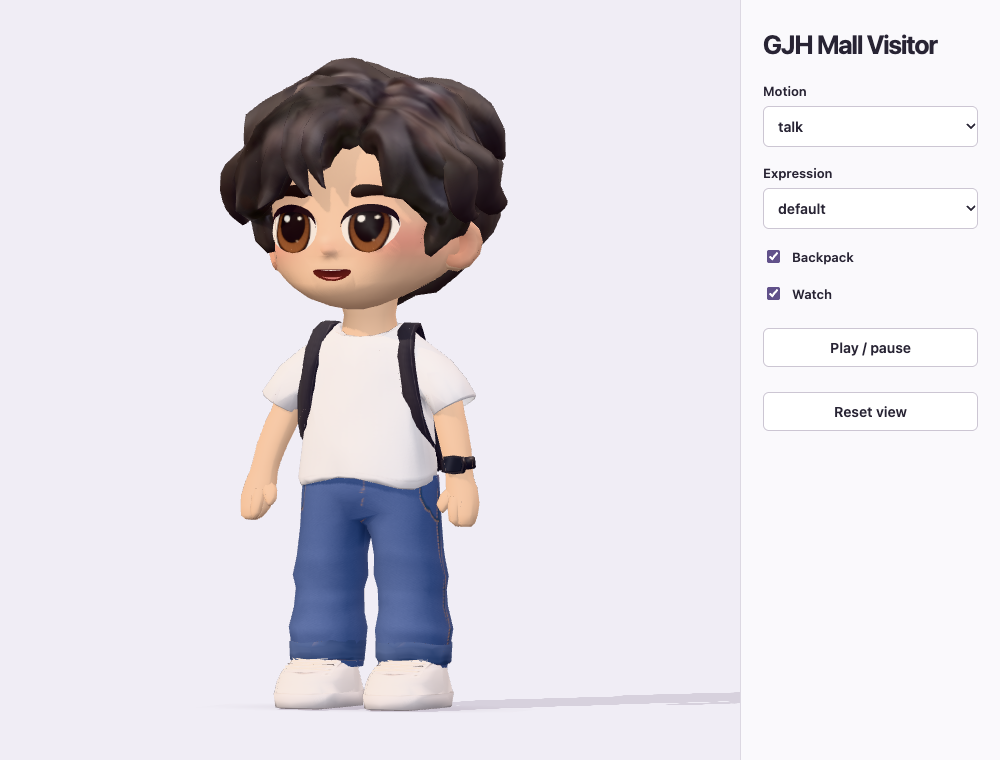 GJH Mall Visitor
Motion
talk
Expression
default
Backpack
Watch
Play / pause
Reset view